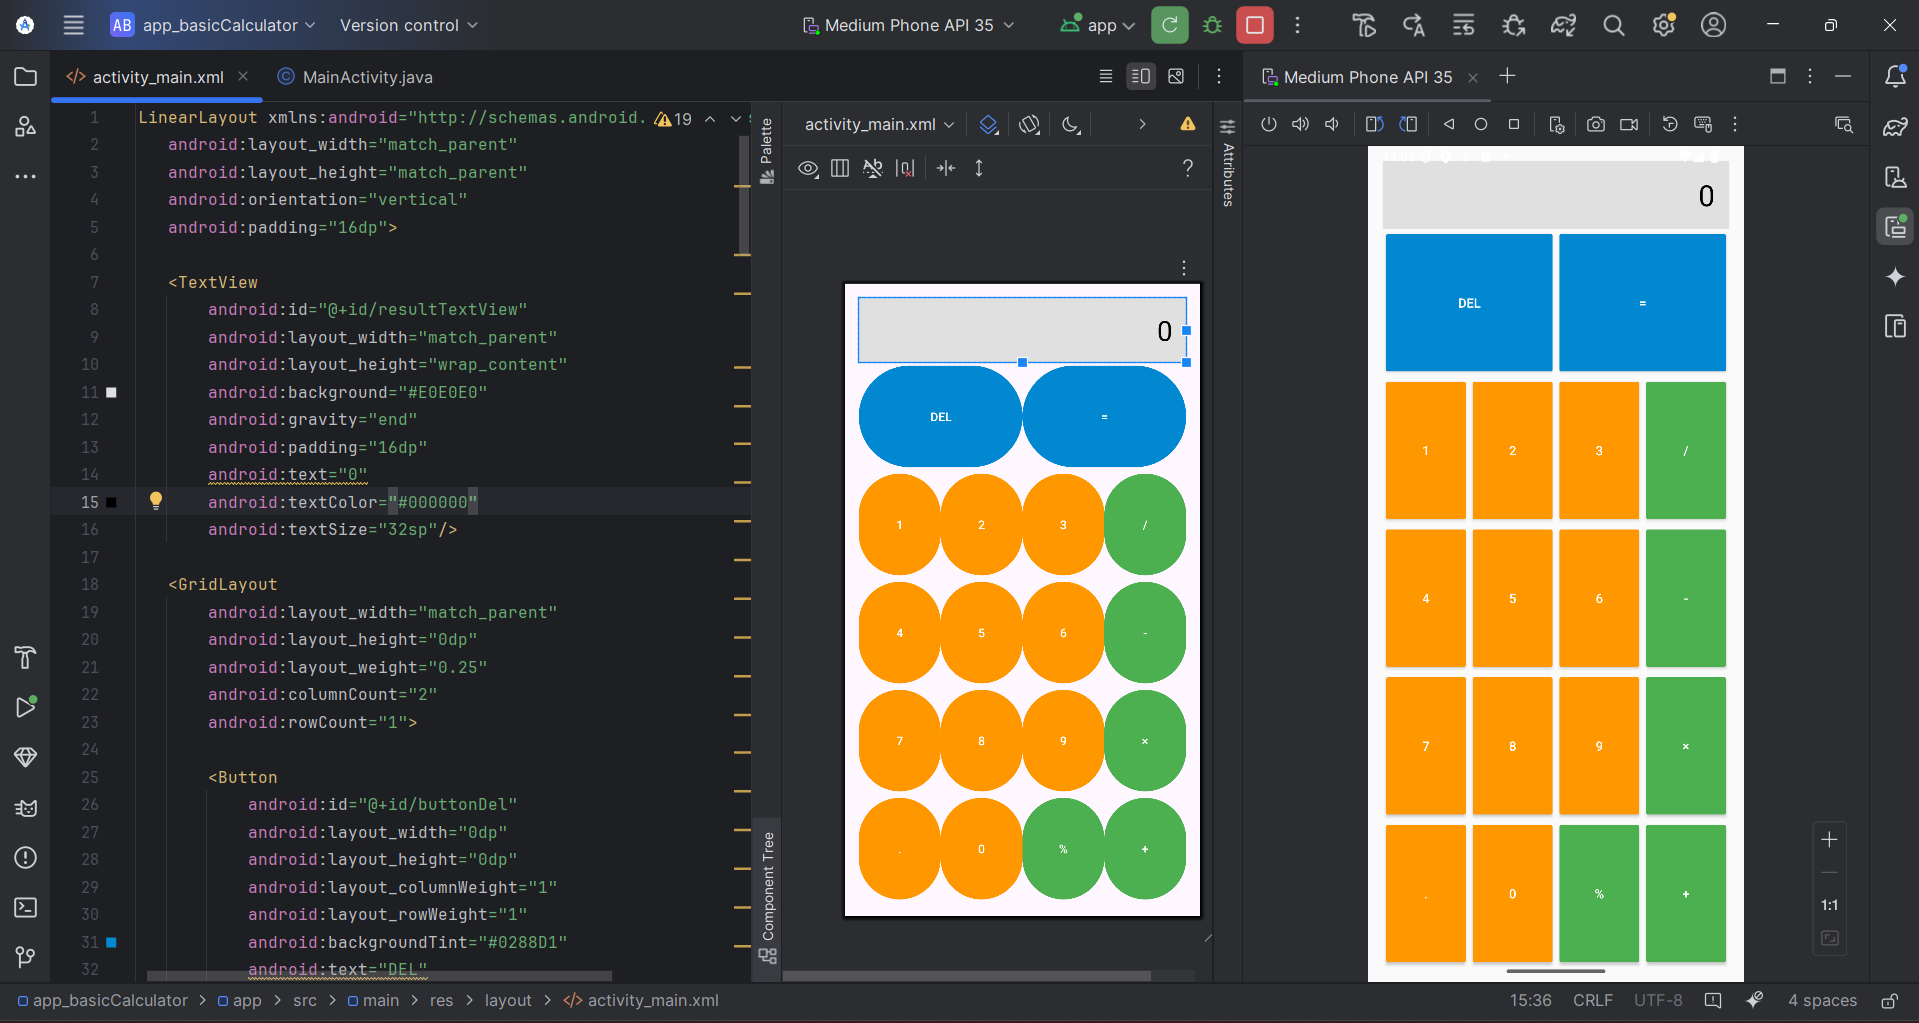 AB app_basicCalculator Version control Medium Phone API 35 app
activity_main.xml MainActivity.java
Medium Phone API 35
1 LinearLayout xmlns:android="http://schemas.android. 19
2 android:layout_width="match_parent"
3 android:layout_height="match_parent"
4 android:orientation="vertical"
5 android:padding="16dp">
6
7 <TextView
8 android:id="@+id/resultTextView"
9 android:layout_width="match_parent"
10 android:layout_height="wrap_content"
11 android:background="#E0E0E0"
12 android:gravity="end"
13 android:padding="16dp"
14 android:text="0"
15 android:textColor="#000000"
16 android:textSize="32sp"/>
17
18 <GridLayout
19 android:layout_width="match_parent"
20 android:layout_height="0dp"
21 android:layout_weight="0.25"
22 android:columnCount="2"
23 android:rowCount="1">
24
25 <Button
26 android:id="@+id/buttonDel"
27 android:layout_width="0dp"
28 android:layout_height="0dp"
29 android:layout_columnWeight="1"
30 android:layout_rowWeight="1"
31 android:backgroundTint="#0288D1"
32 android:text="DEL"
Palette
Component Tree
activity_main.xml
?
0
DEL =
1 2 3 /
4 5 6 -
7 8 9 ×
. 0 % +
Attributes
0
DEL =
1 2 3 /
4 5 6 -
7 8 9 ×
. 0 % +
1:1
app_basicCalculator > app > src > main > res > layout > activity_main.xml
15:36 CRLF UTF-8 4 spaces